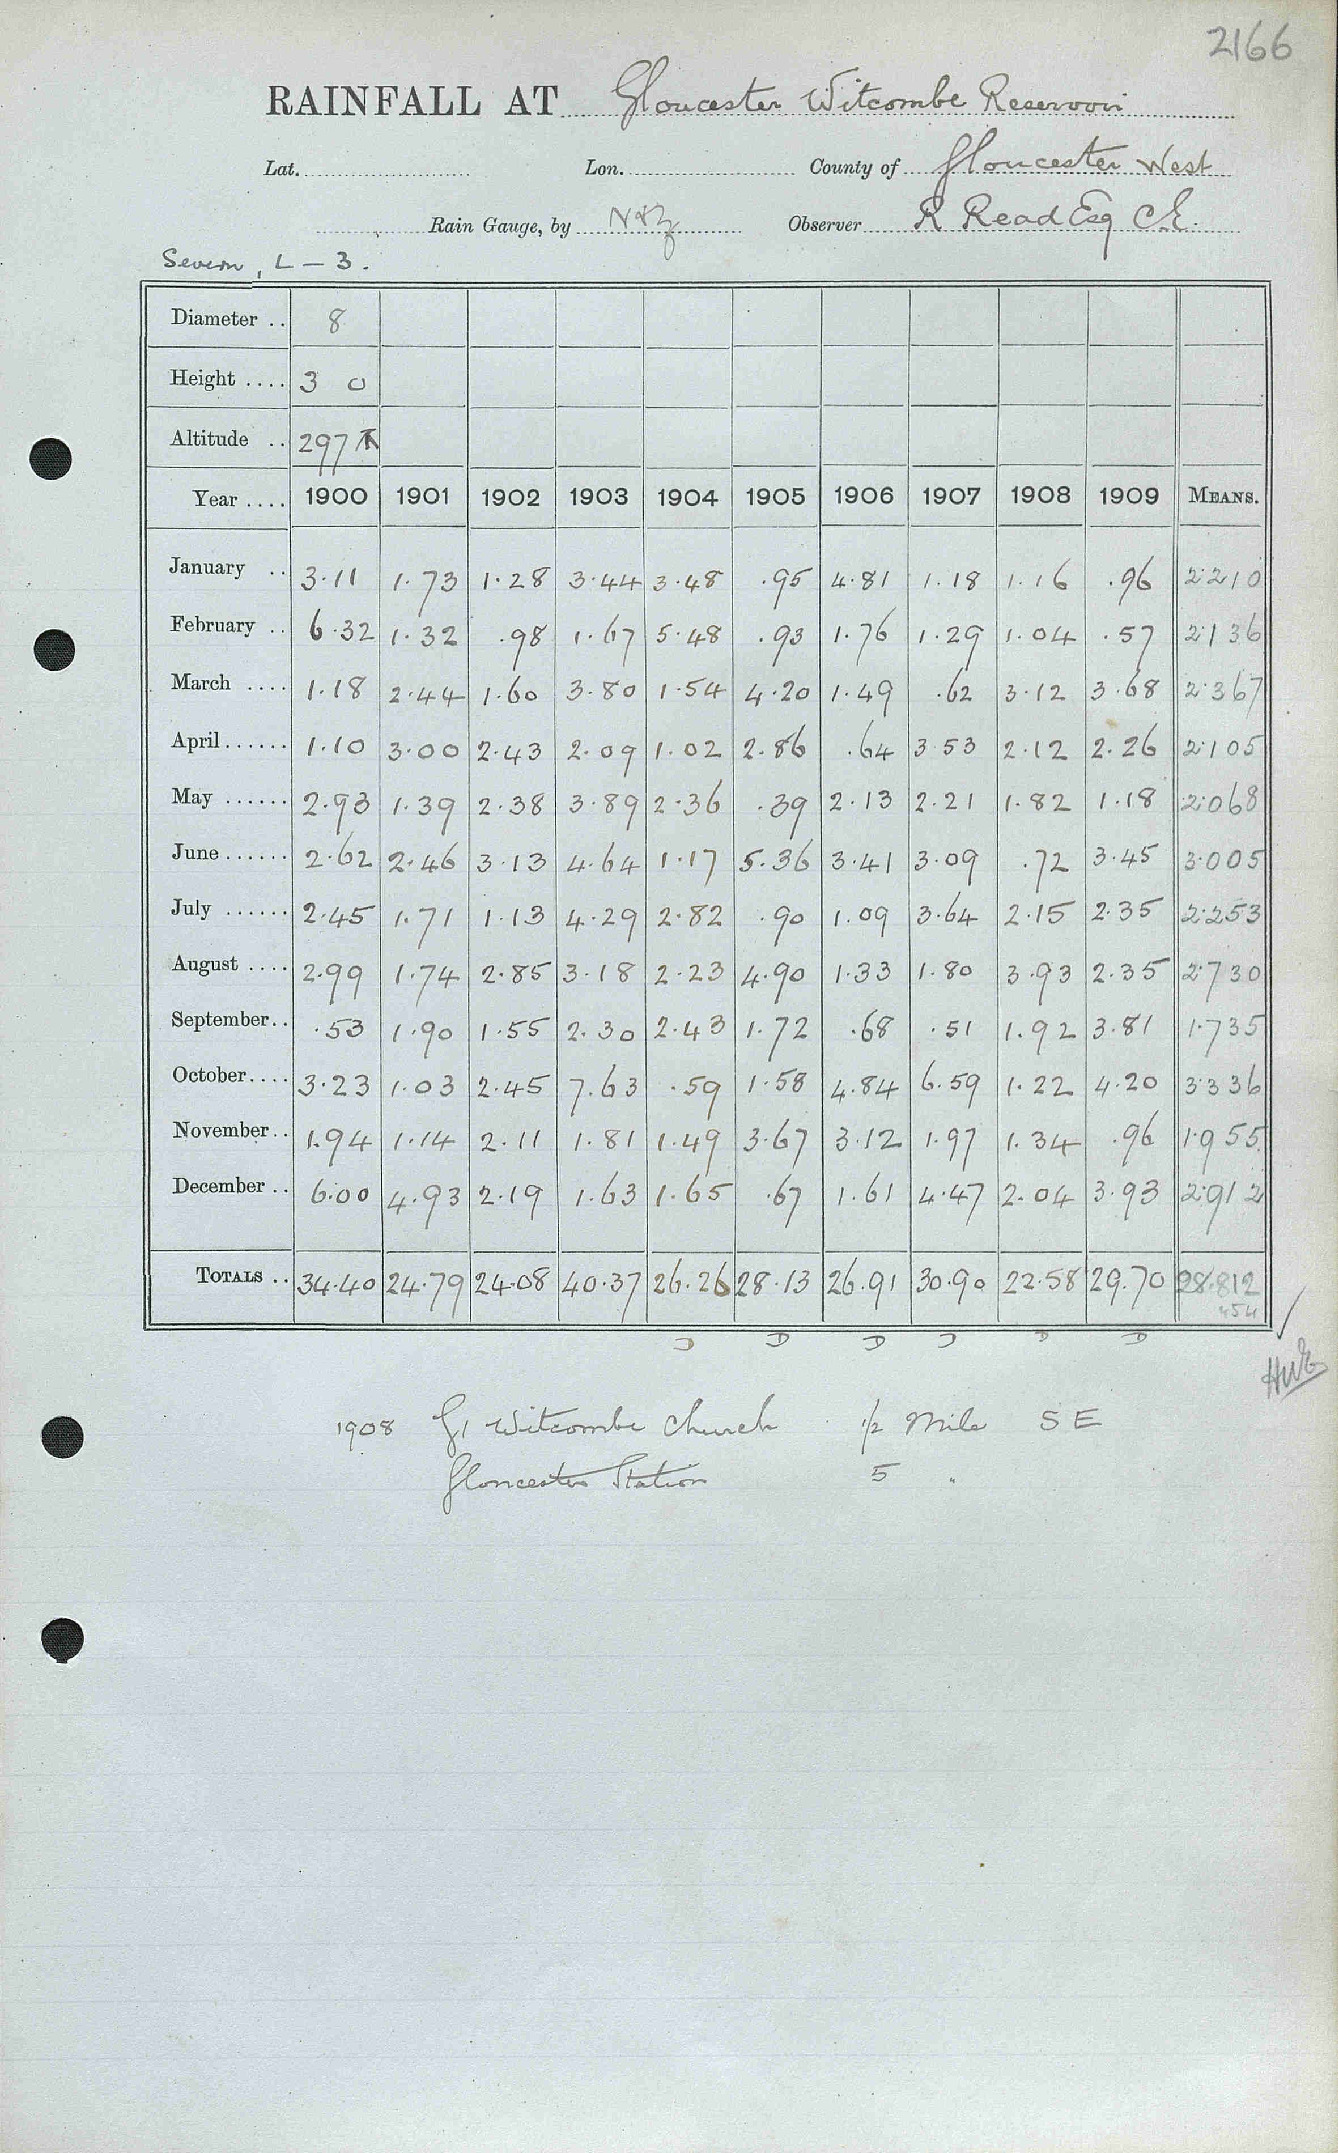 2166
RAINFALL AT Gloucester Witcombe Reservoir
Lat. Lon. County of Gloucester West
Rain Gauge, by N&Z Observer R Read Esq C.E.
Severn, L - 3.
Diameter .. 8
Height .... 3 0
Altitude .. 297
Year .... 1900 1901 1902 1903 1904 1905 1906 1907 1908 1909 MEANS.
January .. 3.11 1.73 1.28 3.44 3.48 .95 4.81 1.18 1.16 .96 2.210
February .. 6.32 1.32 .98 1.67 5.48 .93 1.76 1.29 1.04 .57 2.136
March .... 1.18 2.44 1.60 3.80 1.54 4.20 1.49 .62 3.12 3.68 2.367
April...... 1.10 3.00 2.43 2.09 1.02 2.86 .64 3.53 2.12 2.26 2.105
May ...... 2.93 1.39 2.38 3.89 2.36 .39 2.13 2.21 1.82 1.18 2.068
June...... 2.62 2.46 3.13 4.64 1.17 5.36 3.41 3.09 .72 3.45 3.005
July ...... 2.45 1.71 1.13 4.29 2.82 .90 1.09 3.64 2.15 2.35 2.253
August .... 2.99 1.74 2.85 3.18 2.23 4.90 1.33 1.80 3.93 2.35 2.730
September.. .53 1.90 1.55 2.30 2.43 1.72 .68 .51 1.92 3.81 1.735
October.... 3.23 1.03 2.45 7.63 .59 1.58 4.84 6.59 1.22 4.20 3.336
November.. 1.94 1.14 2.11 1.81 1.49 3.67 3.12 1.97 1.34 .96 1.955
December .. 6.00 4.93 2.19 1.63 1.65 .67 1.61 4.47 2.04 3.93 2.912
TOTALS .. 34.40 24.79 24.08 40.37 26.26 28.13 26.91 30.90 22.58 29.70 28.812
D D D D D D
1908 Gt Witcombe Church 1/2 Mile S E
Gloucester Station 5 "